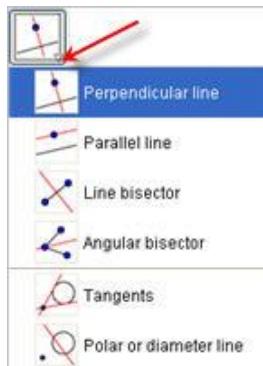 Perpendicular line
Parallel line
Line bisector
Angular bisector
Tangents
Polar or diameter line